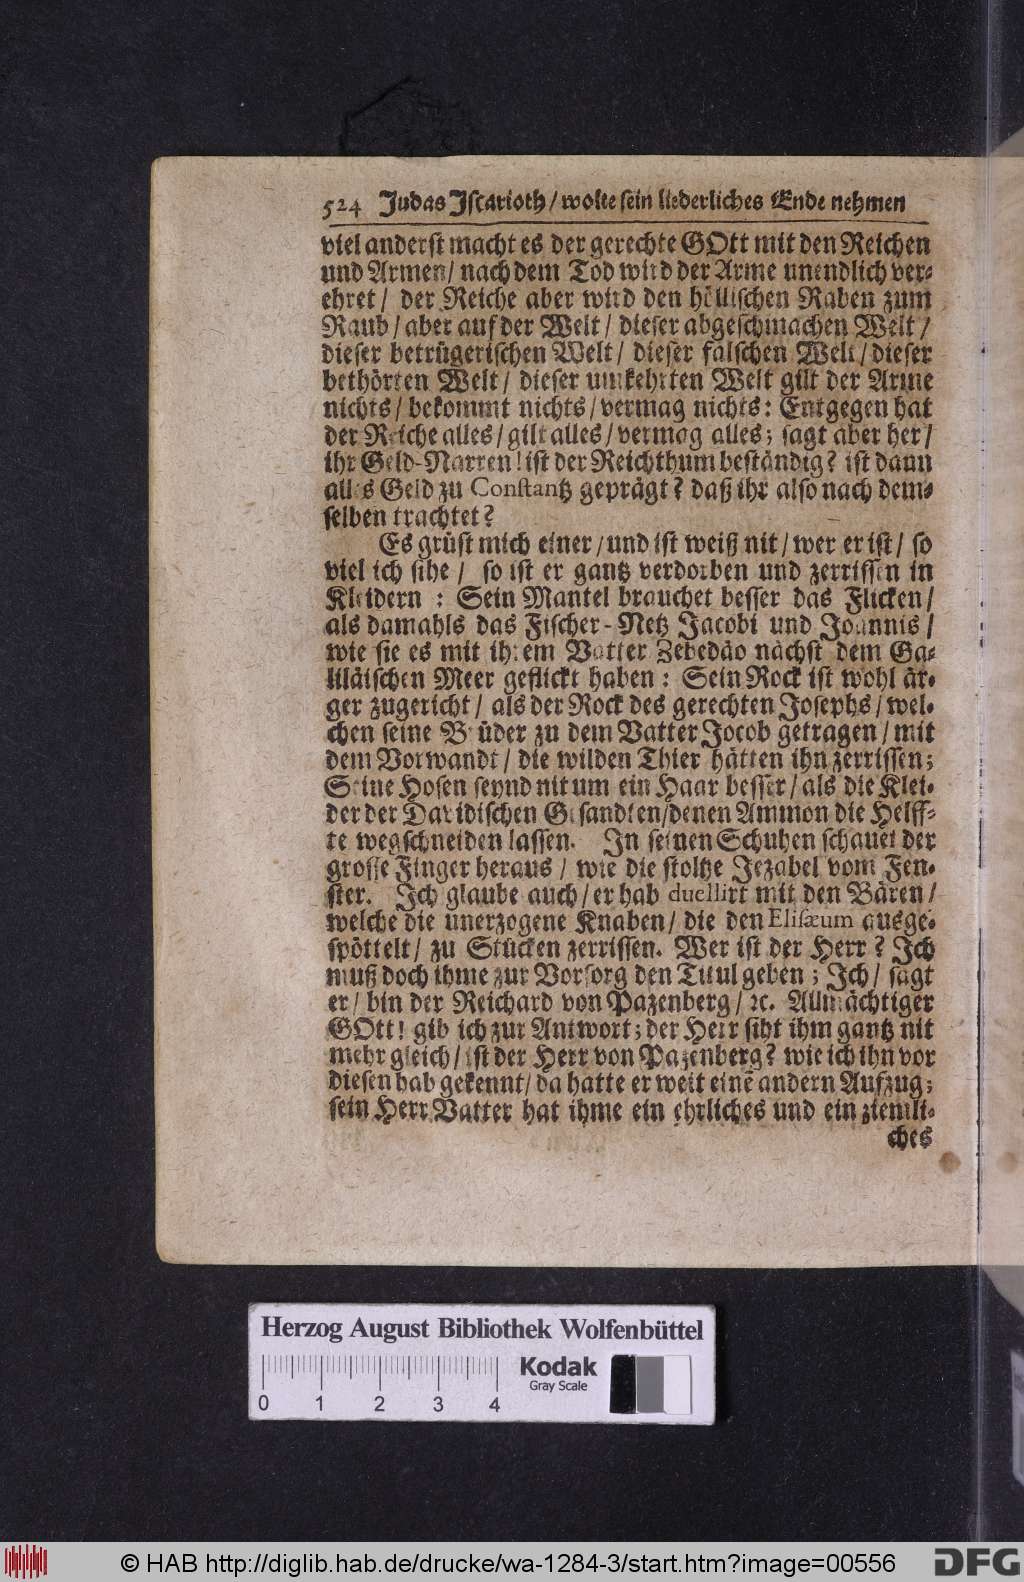 524 Judas Iscarioth / wolte sein liederliches Ende nehmen
viel anderst macht es der gerechte GOtt mit den Reichen
und Armen / nach dem Tod wird der Arme unendlich ver-
ehret / der Reiche aber wird den höllischen Raben zum
Raub / aber auf der Welt / dieser abgeschmachen Welt /
dieser betrügerischen Welt / dieser falschen Welt / dieser
bethörten Welt / dieser umkehrten Welt gilt der Arme
nichts / bekommt nichts / vermag nichts: Entgegen hat
der Reiche alles / gilt alles / vermag alles; sagt aber her /
ihr Geld-Narren! ist der Reichthum beständig? ist dann
alles Geld zu Constantz geprägt? daß ihr also nach dem-
selben trachtet?
Es grüst mich einer / und ist weiß nit / wer er ist / so
viel ich sihe / so ist er gantz verdorben und zerrissen in
Kleidern : Sein Mantel brauchet besser das Flicken /
als damahls das Fischer-Netz Jacobi und Joannis /
wie sie es mit ihrem Vatter Zebedäo nächst dem Ga-
liläischen Meer geflickt haben : Sein Rock ist wohl är-
ger zugericht / als der Rock des gerechten Josephs / wel-
chen seine Brüder zu dem Vatter Jocob getragen / mit
dem Vorwandt / die wilden Thier hätten ihn zerrissen;
Seine Hosen seynd nit um ein Haar besser / als die Klei-
der der Davidischen Gesandten / denen Ammon die Helff-
te wegschneiden lassen. In seinen Schuhen schauet der
grosse Finger heraus / wie die stoltze Jezabel vom Fen-
ster. Ich glaube auch / er hab duellirt mit den Bären /
welche die unerzogene Knaben / die den Elisæum ausge-
spöttelt / zu Stücken zerrissen. Wer ist der Herr? Ich
muß doch ihme zur Vorsorg den Titul geben ; Ich / sagt
er / bin der Reichard von Pazenberg / ꝛc. Allmächtiger
GOtt! gib ich zur Antwort; der Herr siht ihm gantz nit
mehr gleich / ist der Herr von Pazenberg? wie ich ihn vor
diesen hab gekennt / da hatte er weit einē andern Aufzug;
sein Herr Vatter hat ihme ein ehrliches und ein ziemli-
ches
Herzog August Bibliothek Wolfenbüttel
Kodak
Gray Scale
0 1 2 3 4
© HAB http://diglib.hab.de/drucke/wa-1284-3/start.htm?image=00556
DFG